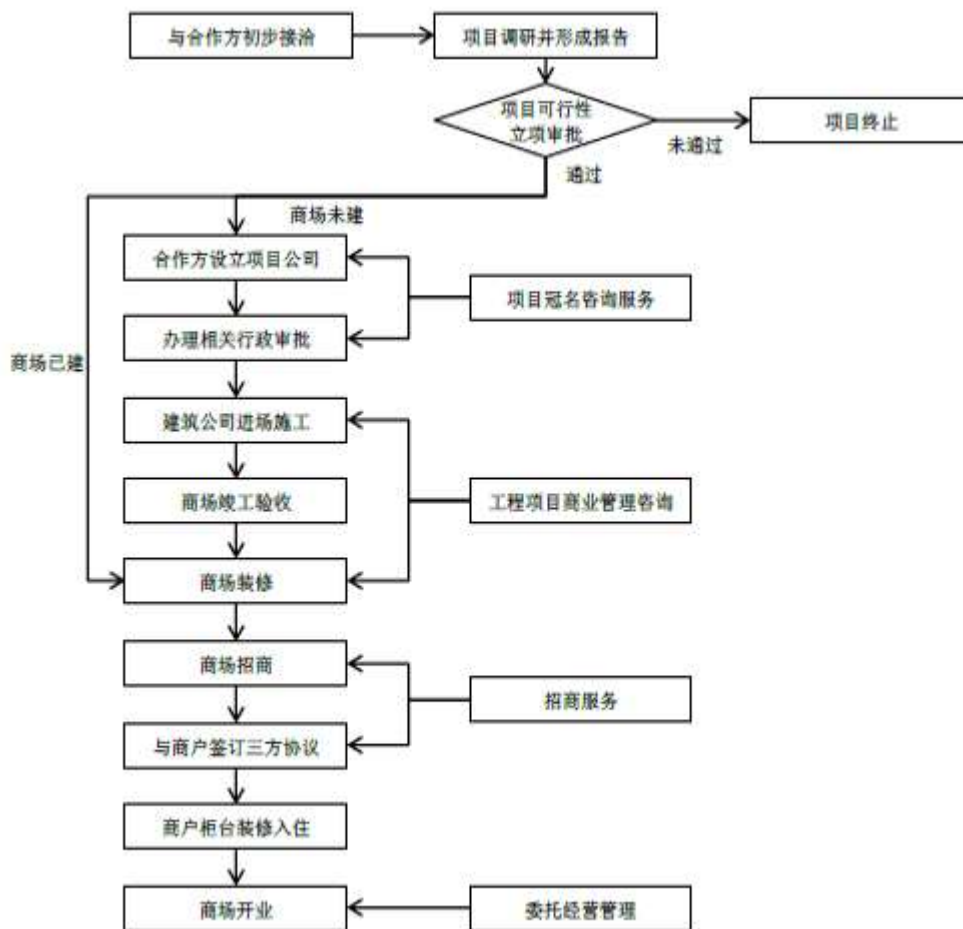 与合作方初步接洽
项目调研并形成报告
项目可行性
立项审批
项目终止
未通过
通过
商场未建
合作方设立项目公司
项目冠名咨询服务
办理相关行政审批
商场已建
建筑公司进场施工
商场竣工验收
工程项目商业管理咨询
商场装修
商场招商
招商服务
与商户签订三方协议
商户柜台装修入住
商场开业
委托经营管理